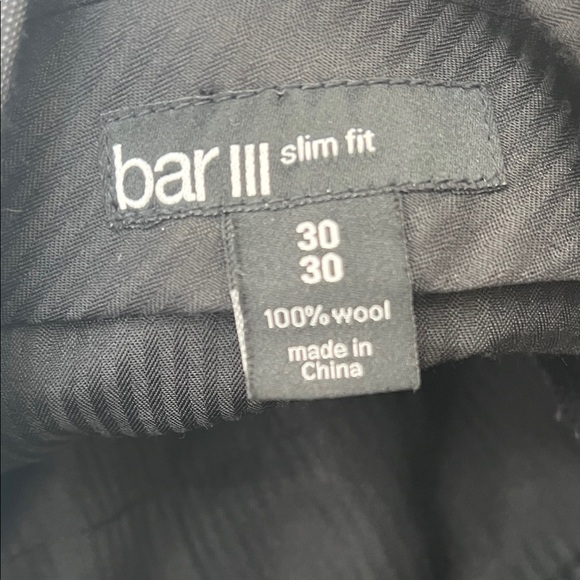 bar III slim fit
30
30
100% wool
made in
China